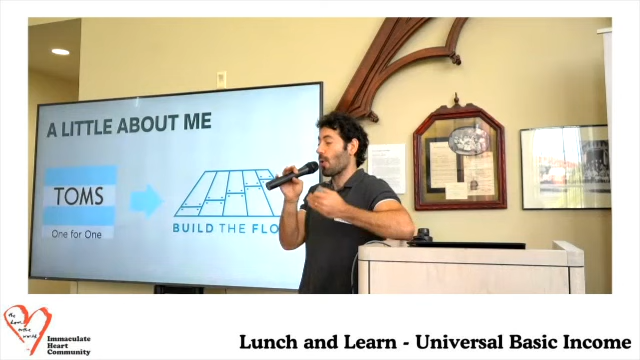 A LITTLE ABOUT ME
TOMS
One for One
BUILD THE FLO
Immaculate
Heart
Community
Lunch and Learn - Universal Basic Income